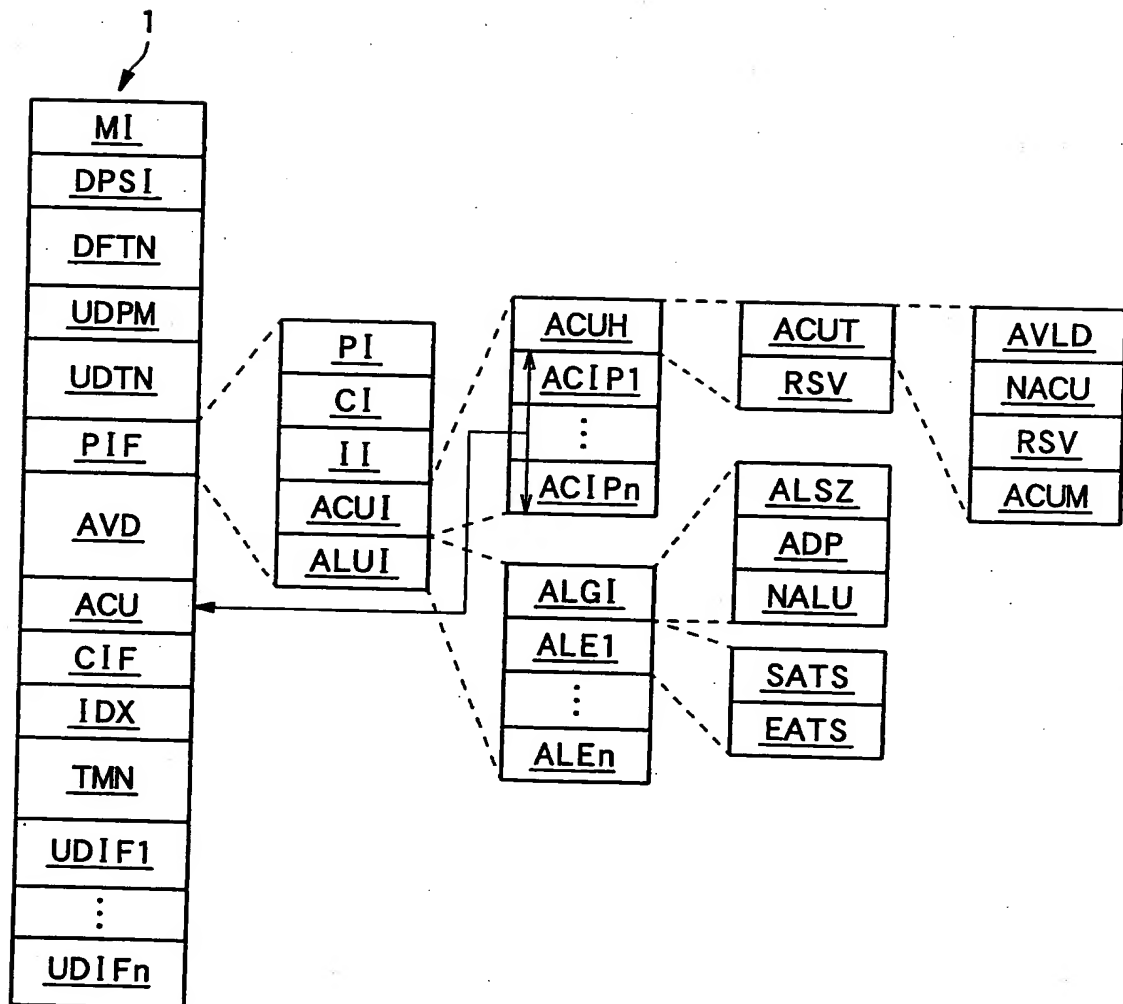 1
MI
DPSI
DFTN
UDPM
UDTN
PIF
AVD
ACU
CIF
IDX
TMN
UDIF1
⋮
UDIFn
PI
CI
II
ACUI
ALUI
ACUH
ACIP1
⋮
ACIPn
ALGI
ALE1
⋮
ALEn
ACUT
RSV
ALSZ
ADP
NALU
SATS
EATS
AVLD
NACU
RSV
ACUM